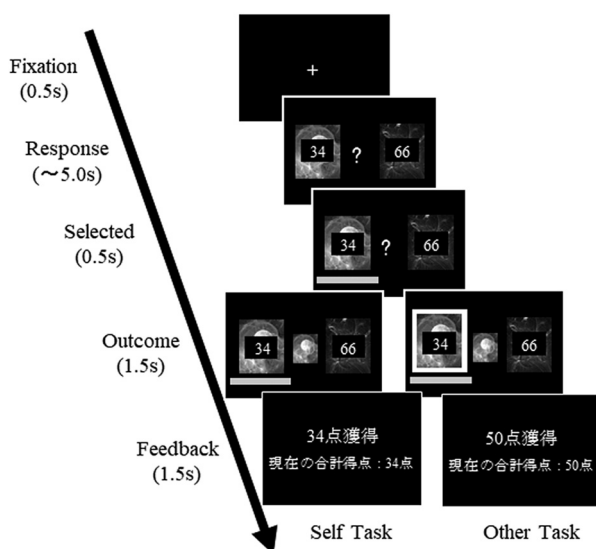 Fixation
(0.5s)
+
Response
(～5.0s)
34 ? 66
Selected
(0.5s)
34 ? 66
Outcome
(1.5s)
34 66
34 66
Feedback
(1.5s)
34点獲得
現在の合計得点：34点
50点獲得
現在の合計得点：50点
Self Task
Other Task